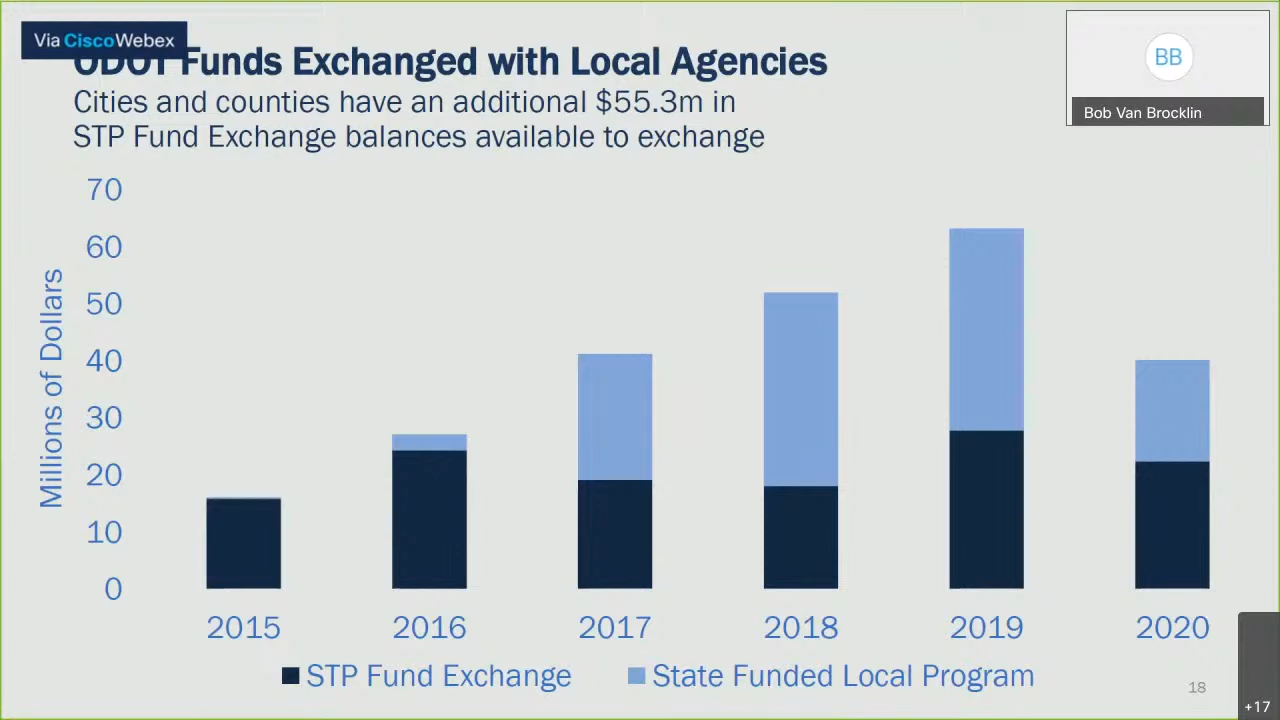 Via CiscoWebex
ODOT Funds Exchanged with Local Agencies
Cities and counties have an additional $55.3m in
STP Fund Exchange balances available to exchange
BB
Bob Van Brocklin
Millions of Dollars
70
60
50
40
30
20
10
0
2015 2016 2017 2018 2019 2020
STP Fund Exchange State Funded Local Program
18
+17